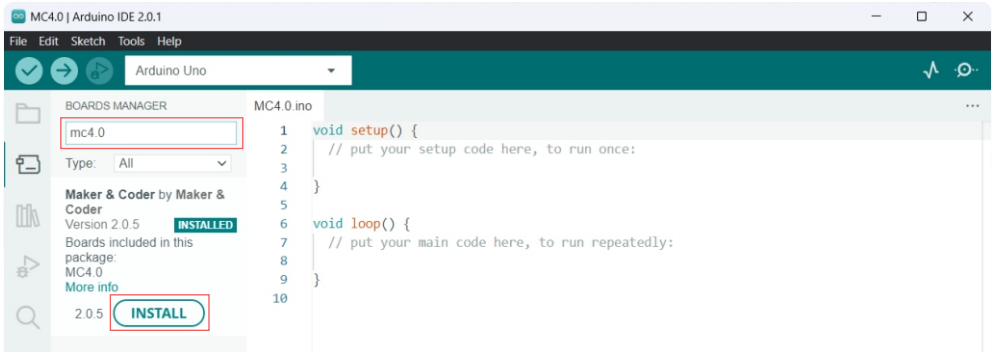 MC4.0 | Arduino IDE 2.0.1
File Edit Sketch Tools Help
Arduino Uno
BOARDS MANAGER
mc4.0
Type: All
Maker & Coder by Maker &
Coder
Version 2.0.5 INSTALLED
Boards included in this
package:
MC4.0
More info
2.0.5 INSTALL
MC4.0.ino
1 void setup() {
2 // put your setup code here, to run once:
3
4 }
5
6 void loop() {
7 // put your main code here, to run repeatedly:
8
9 }
10